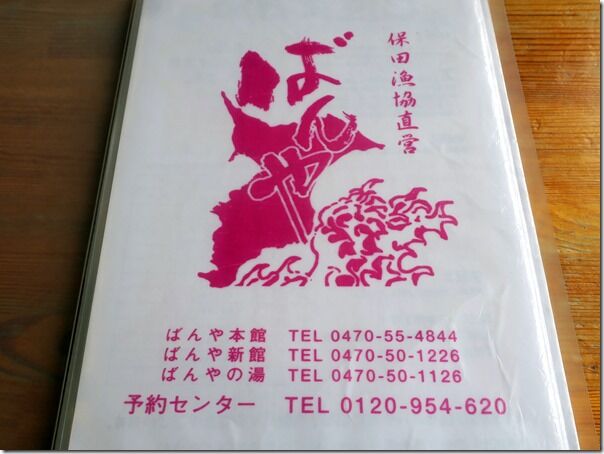 保田漁協直営
ばんや
ばんや本館 TEL 0470-55-4844
ばんや新館 TEL 0470-50-1226
ばんやの湯 TEL 0470-50-1126
予約センター TEL 0120-954-620